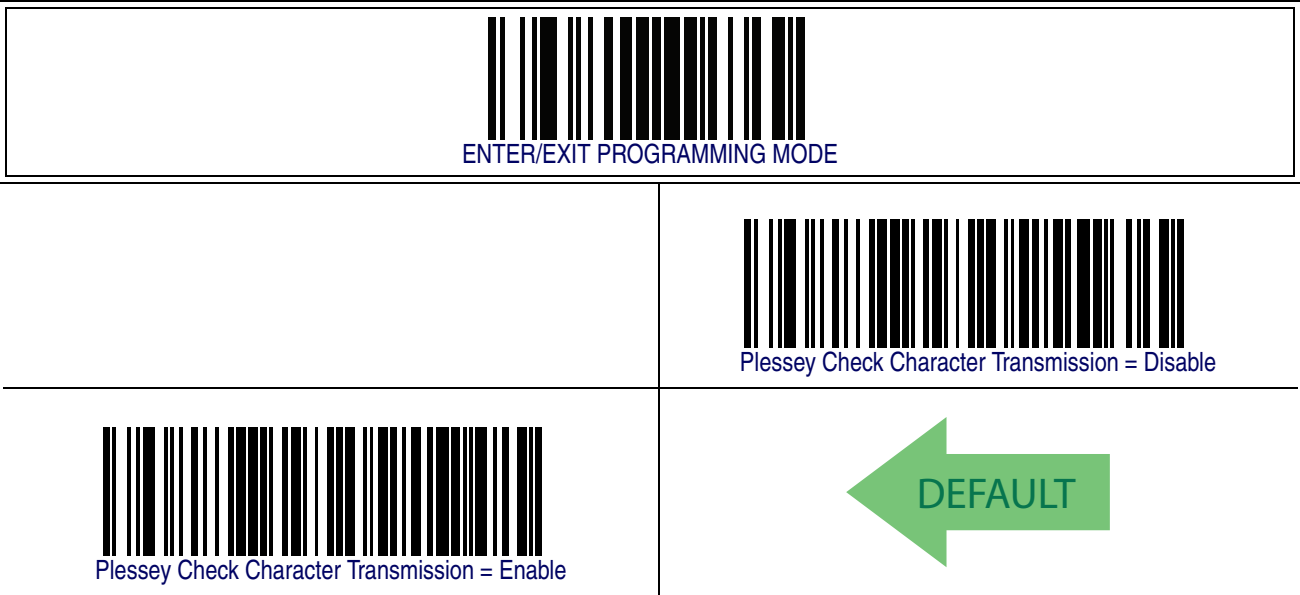 ENTER/EXIT PROGRAMMING MODE
Plessey Check Character Transmission = Disable
Plessey Check Character Transmission = Enable
DEFAULT